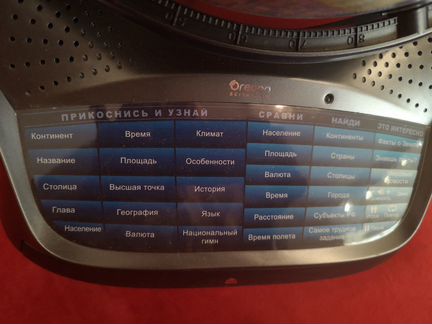 Oregon
ПРИКОСНИСЬ И УЗНАЙ СРАВНИ НАЙДИ ЭТО ИНТЕРЕСНО
Континент Время Климат Население Континенты Факты о
Название Площадь Особенности Площадь Страны
Столица Высшая точка История Валюта Столицы
Глава География Язык Время Города
Население Валюта Национальный гимн Расстояние Субъекты
Время полета Самое трудное задание